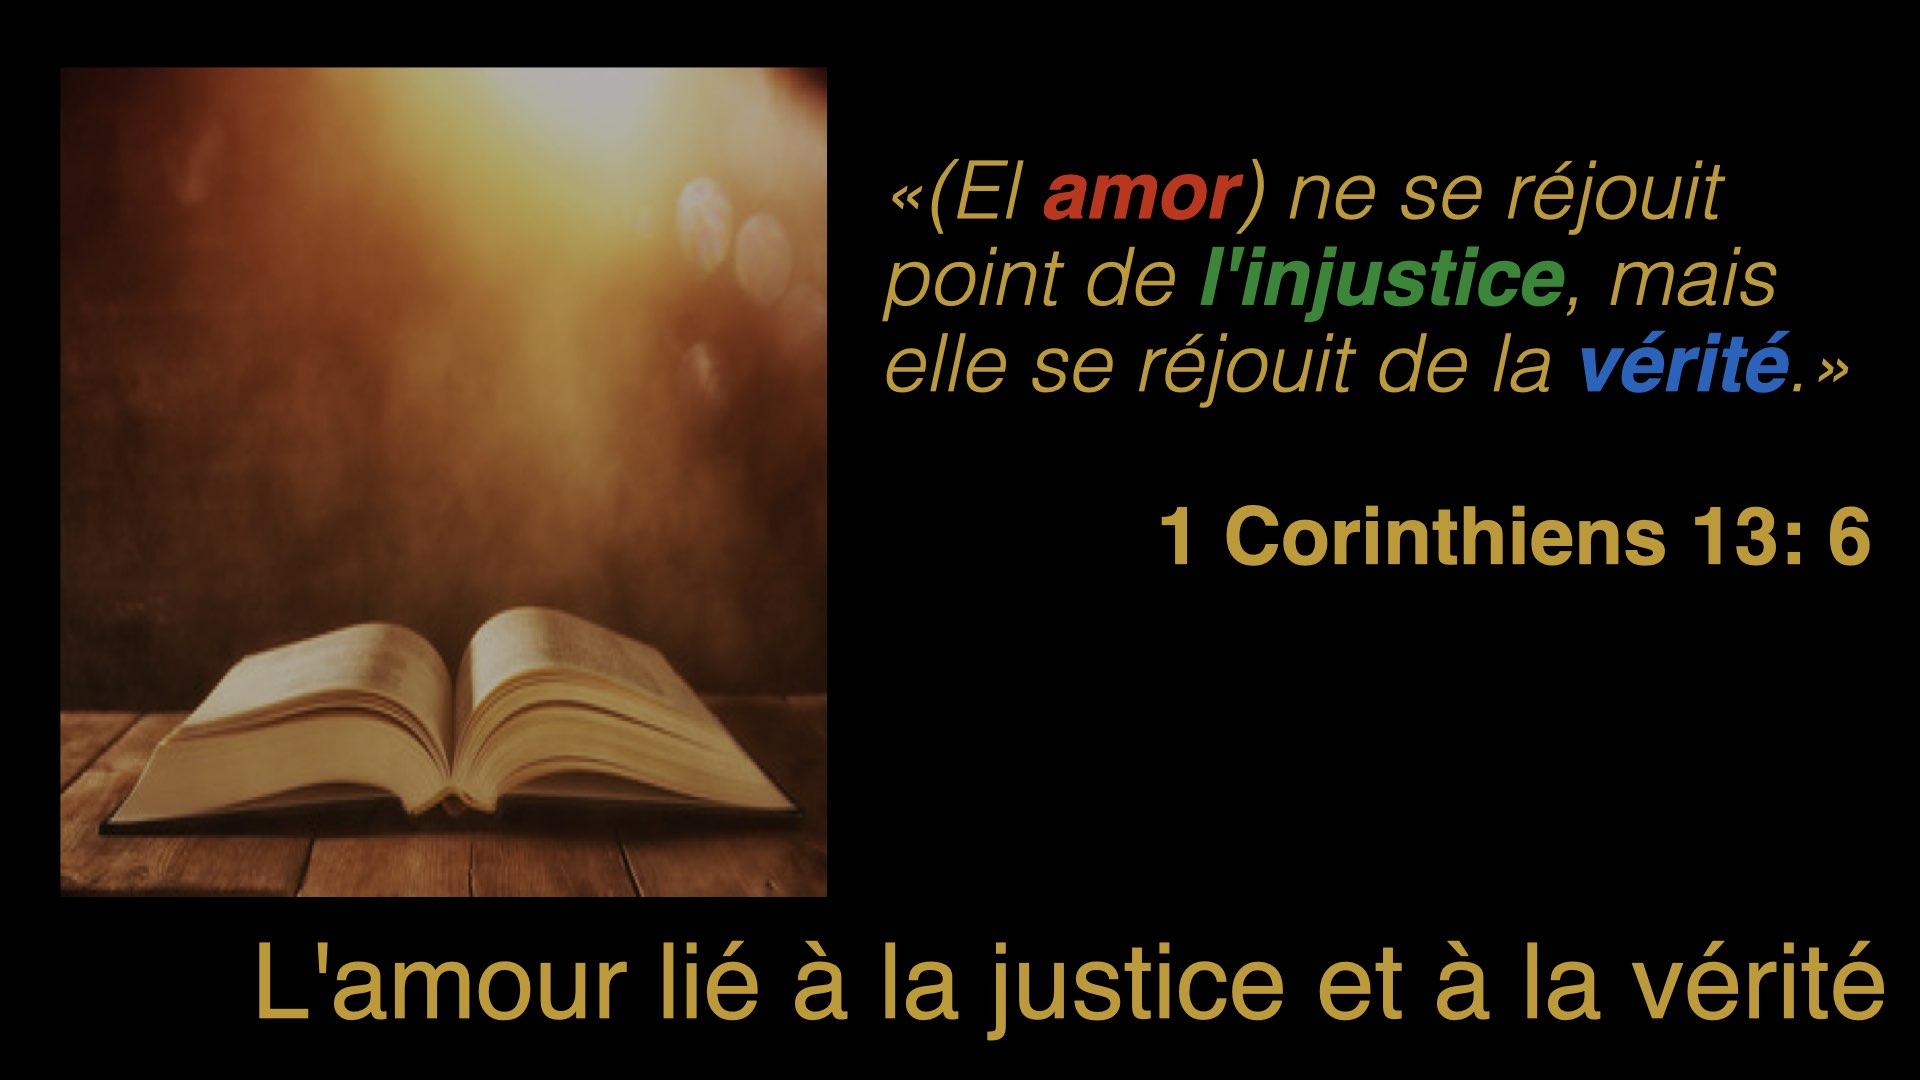 «(El amor) ne se réjouit
point de l'injustice, mais
elle se réjouit de la vérité.»
1 Corinthiens 13: 6
L'amour lié à la justice et à la vérité